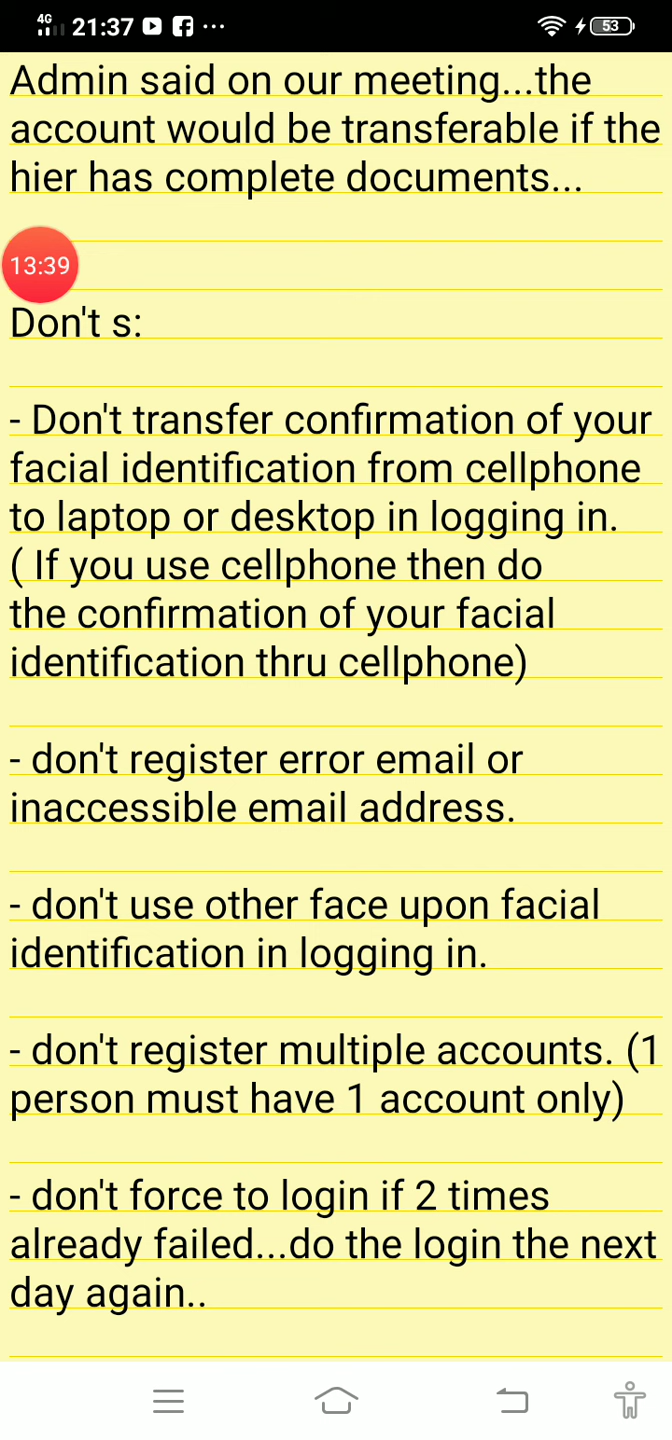 4G 21:37 ... 53
Admin said on our meeting...the
account would be transferable if the
hier has complete documents...
13:39
Don't s:
- Don't transfer confirmation of your
facial identification from cellphone
to laptop or desktop in logging in.
( If you use cellphone then do
the confirmation of your facial
identification thru cellphone)
- don't register error email or
inaccessible email address.
- don't use other face upon facial
identification in logging in.
- don't register multiple accounts. (1
person must have 1 account only)
- don't force to login if 2 times
already failed...do the login the next
day again..